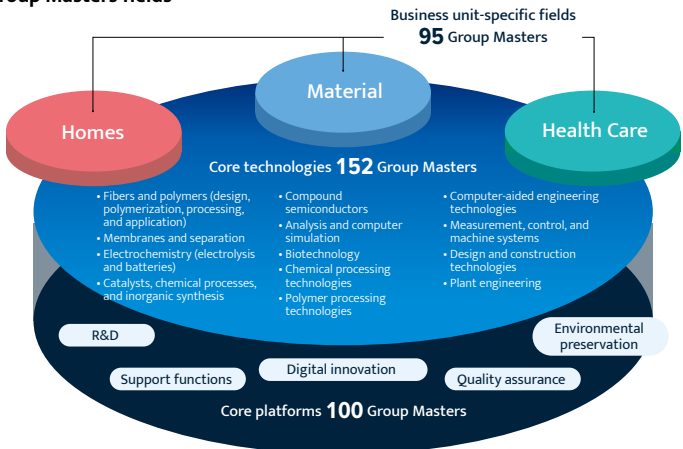 Group Masters fields
Business unit-specific fields
95 Group Masters
Homes
Material
Health Care
Core technologies 152 Group Masters
• Fibers and polymers (design,
polymerization, processing,
and application)
• Membranes and separation
• Electrochemistry (electrolysis
and batteries)
• Catalysts, chemical processes,
and inorganic synthesis
• Compound
semiconductors
• Analysis and computer
simulation
• Biotechnology
• Chemical processing
technologies
• Polymer processing
technologies
• Computer-aided engineering
technologies
• Measurement, control, and
machine systems
• Design and construction
technologies
• Plant engineering
R&D
Support functions
Digital innovation
Quality assurance
Environmental
preservation
Core platforms 100 Group Masters